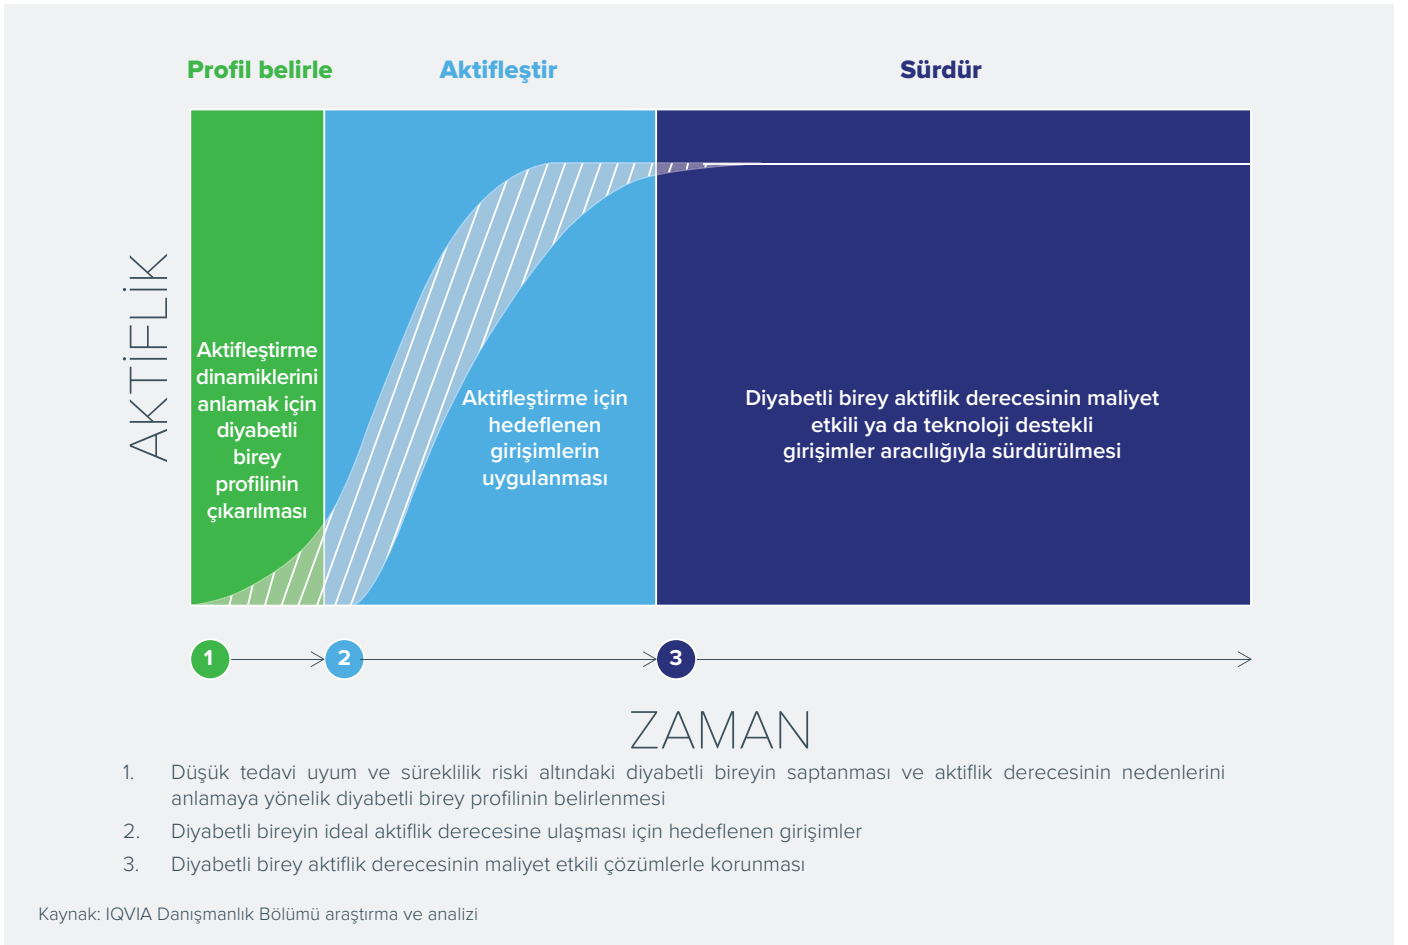 Profil belirle
Aktifleştir
Sürdür
AKTİFLİK
Aktifleştirme
dinamiklerini
anlamak için
diyabetli
birey
profilinin
çıkarılması
Aktifleştirme için
hedeflenen
girişimlerin
uygulanması
Diyabetli birey aktiflik derecesinin maliyet
etkili ya da teknoloji destekli
girişimler aracılığıyla sürdürülmesi
1
2
3
ZAMAN
1. Düşük tedavi uyum ve süreklilik riski altındaki diyabetli bireyin saptanması ve aktiflik derecesinin nedenlerini
anlamaya yönelik diyabetli birey profilinin belirlenmesi
2. Diyabetli bireyin ideal aktiflik derecesine ulaşması için hedeflenen girişimler
3. Diyabetli birey aktiflik derecesinin maliyet etkili çözümlerle korunması
Kaynak: IQVIA Danışmanlık Bölümü araştırma ve analizi